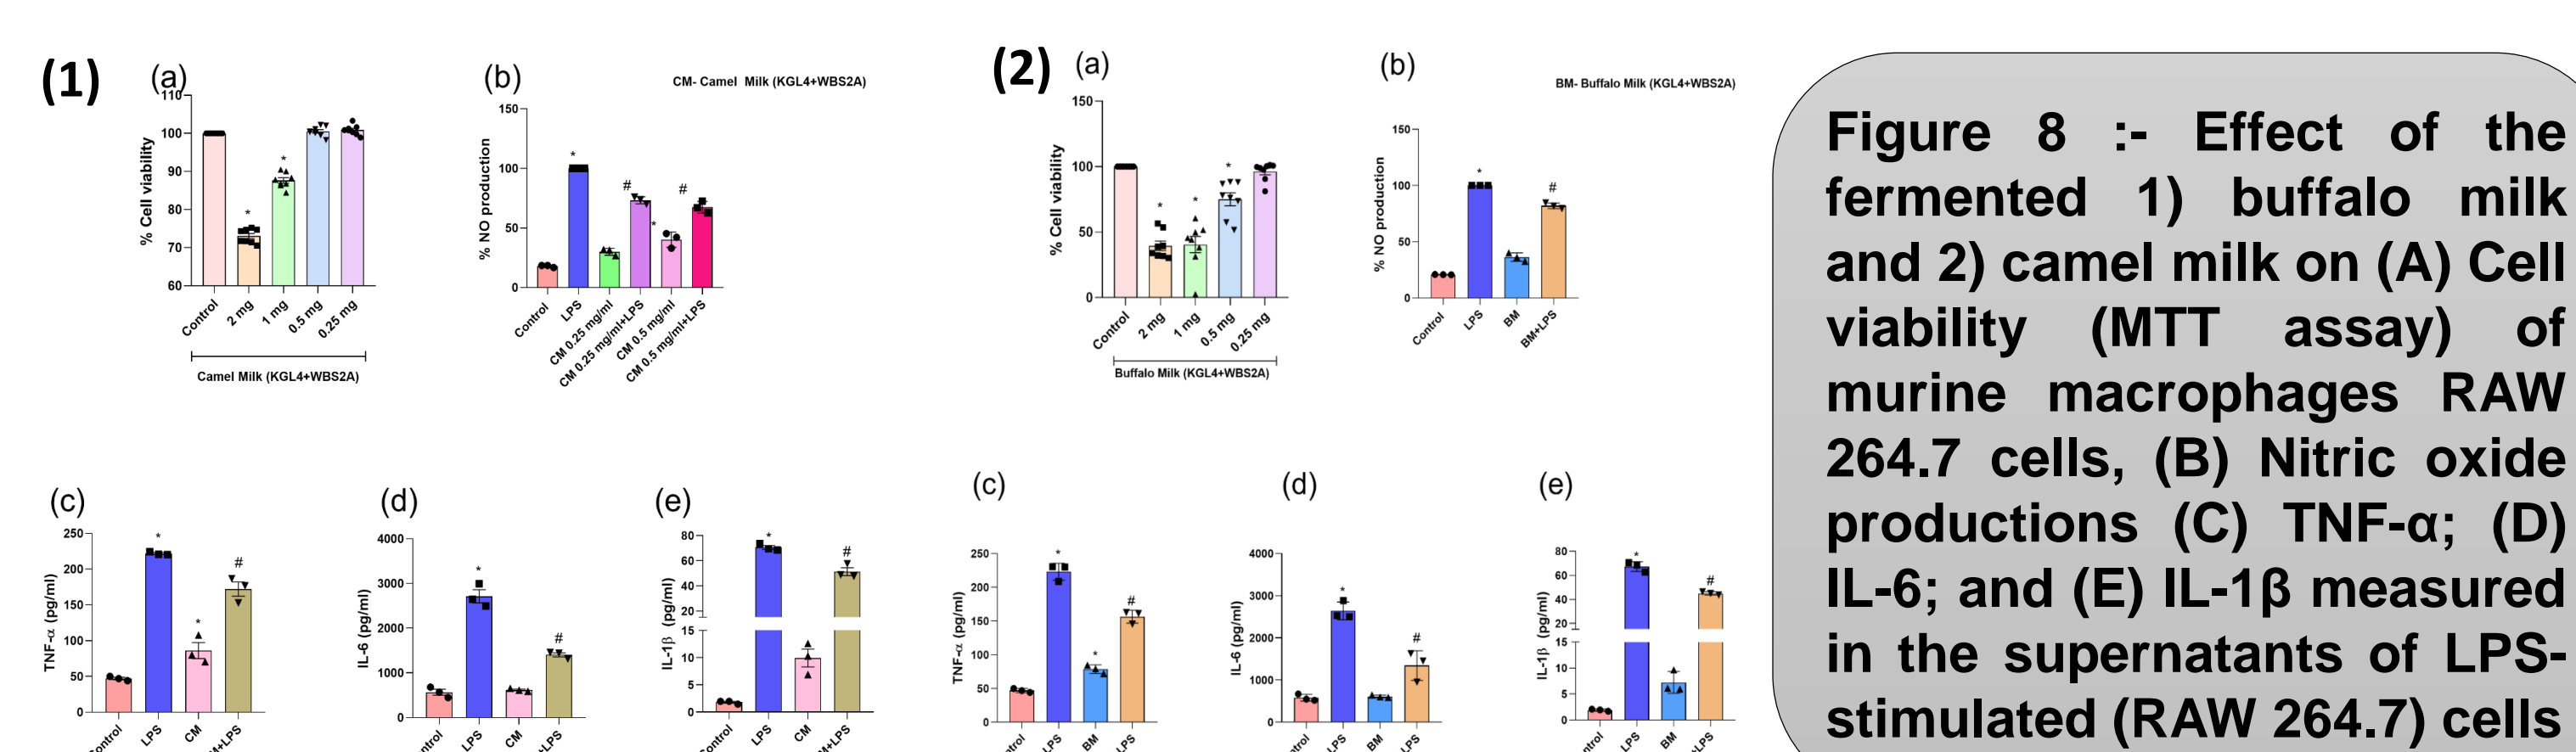 (1)
(a)
110
100
90
80
70
60
% Cell viability
*
*
Control
2 mg
1 mg
0.5 mg
0.25 mg
Camel Milk (KGL4+WBS2A)
(b)
CM- Camel Milk (KGL4+WBS2A)
150
100
50
0
% NO production
*
#
*
#
Control
LPS
CM 0.25 mg/ml
CM 0.25 mg/ml+LPS
CM 0.5 mg/ml
CM 0.5 mg/ml+LPS
(c)
250
200
150
100
50
0
TNF-α (pg/ml)
*
*
#
LPS
CM
(d)
4000
3000
2000
1000
0
IL-6 (pg/ml)
*
#
LPS
CM
(e)
80
60
40
20
15
10
5
0
IL-1β (pg/ml)
*
#
Control
LPS
CM
(2)
(a)
150
100
50
0
% Cell viability
*
*
*
Control
2 mg
1 mg
0.5 mg
0.25 mg
Buffalo Milk (KGL4+WBS2A)
(b)
BM- Buffalo Milk (KGL4+WBS2A)
150
100
50
0
% NO production
*
#
Control
LPS
BM
BM+LPS
(c)
250
200
150
100
50
0
TNF-α (pg/ml)
*
*
#
BM
(d)
4000
3000
2000
1000
0
IL-6 (pg/ml)
*
#
BM
(e)
80
60
40
20
15
10
5
0
IL-1β (pg/ml)
*
#
LPS
BM
Figure 8 :- Effect of the
fermented 1) buffalo milk
and 2) camel milk on (A) Cell
viability (MTT assay) of
murine macrophages RAW
264.7 cells, (B) Nitric oxide
productions (C) TNF-α; (D)
IL-6; and (E) IL-1β measured
in the supernatants of LPS-
stimulated (RAW 264.7) cells